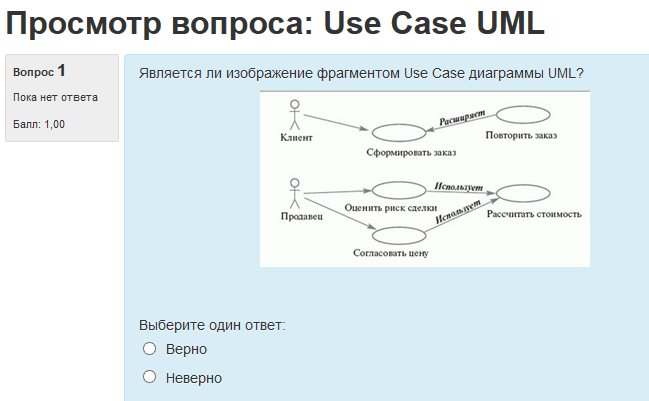 Просмотр вопроса: Use Case UML
Вопрос 1
Пока нет ответа
Балл: 1,00
Является ли изображение фрагментом Use Case диаграммы UML?
Клиент
Расширяет
Сформировать заказ
Повторить заказ
Продавец
Использует
Оценить риск сделки
Использует
Рассчитать стоимость
Согласовать цену
Выберите один ответ:
Верно
Неверно